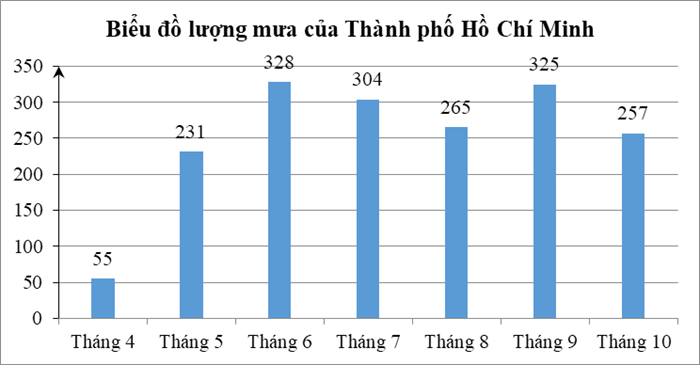 Biểu đồ lượng mưa của Thành phố Hồ Chí Minh
350
300
250
200
150
100
50
0
55
231
328
304
265
325
257
Tháng 4
Tháng 5
Tháng 6
Tháng 7
Tháng 8
Tháng 9
Tháng 10